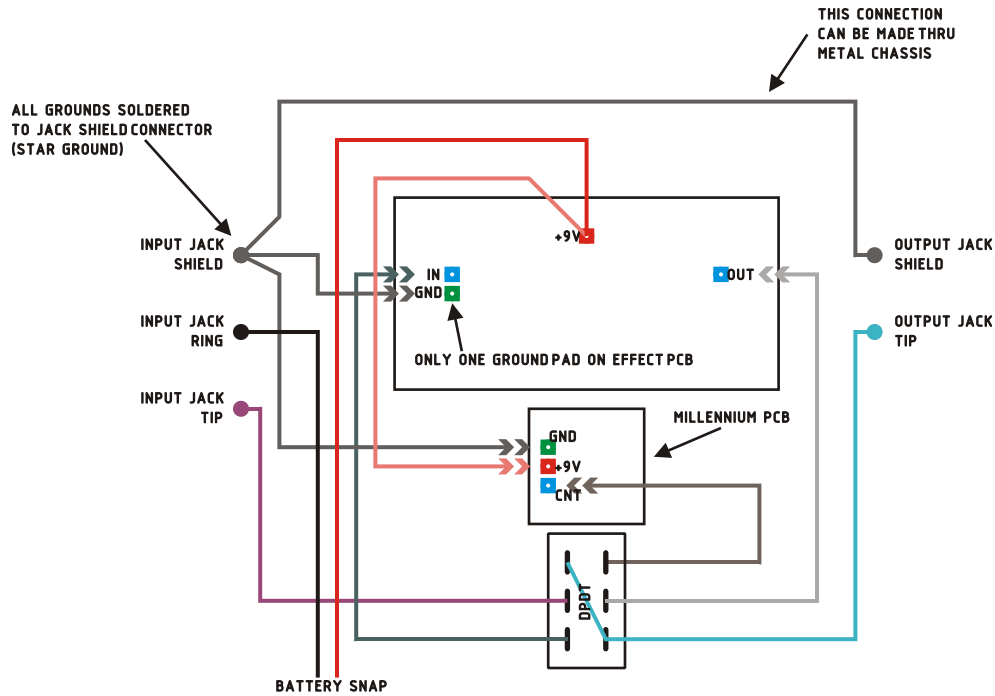 THIS CONNECTION
CAN BE MADE THRU
METAL CHASSIS
ALL GROUNDS SOLDERED
TO JACK SHIELD CONNECTOR
(STAR GROUND)
INPUT JACK
SHIELD
+9V
OUTPUT JACK
SHIELD
IN
OUT
GND
INPUT JACK
RING
OUTPUT JACK
TIP
ONLY ONE GROUND PAD ON EFFECT PCB
INPUT JACK
TIP
MILLENNIUM PCB
GND
+9V
CNT
DPDT
BATTERY SNAP